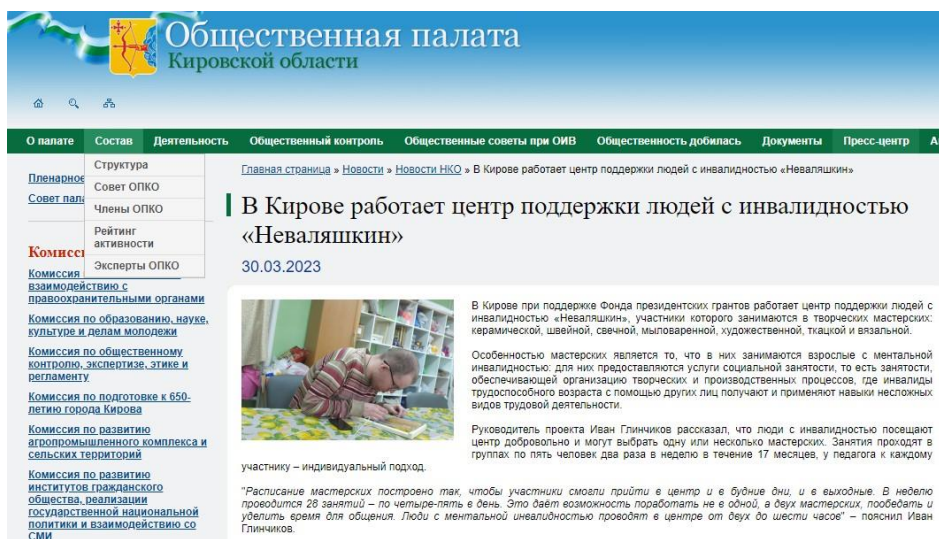 Общественная палата
Кировской области
О палате Состав Деятельность Общественный контроль Общественные советы при ОИВ Общественность добилась Документы Пресс-центр
Структура
Совет ОПКО
Члены ОПКО
Рейтинг
активности
Эксперты ОПКО
Пленарное
Совет
Комиссия
взаимодействию с
правоохранительными органами
Комиссия по образованию, науке,
культуре и делам молодежи
Комиссия по общественному
контролю, экспертизе, этике и
регламенту
Комиссия по подготовке к 650-
летию города Кирова
Комиссия по развитию
агропромышленного комплекса и
сельских территорий
Комиссия по развитию
институтов гражданского
общества, реализации
государственной национальной
политики и взаимодействию со
СМИ
Главная страница » Новости » Новости НКО » В Кирове работает центр поддержки людей с инвалидностью «Неваляшкин»
В Кирове работает центр поддержки людей с инвалидностью
«Неваляшкин»
30.03.2023
В Кирове при поддержке Фонда президентских грантов работает центр поддержки людей с
инвалидностью «Неваляшкин», участники которого занимаются в творческих мастерских:
керамической, швейной, свечной, мыловаренной, художественной, ткацкой и вязальной.
Особенностью мастерских является то, что в них занимаются взрослые с ментальной
инвалидностью: для них предоставляются услуги социальной занятости, то есть занятости,
обеспечивающей организацию творческих и производственных процессов, где инвалиды
трудоспособного возраста с помощью других лиц получают и применяют навыки несложных
видов трудовой деятельности.
Руководитель проекта Иван Глинчиков рассказал, что люди с инвалидностью посещают
центр добровольно и могут выбрать одну или несколько мастерских. Занятия проходят в
группах по пять человек два раза в неделю в течение 17 месяцев, у педагога к каждому
участнику – индивидуальный подход.
"Расписание мастерских построено так, чтобы участники смогли прийти в центр и в будние дни, и в выходные. В неделю
проводится 28 занятий – по четыре-пять в день. Это даёт возможность поработать не в одной, а двух мастерских, пообедать и
уделить время для общения. Люди с ментальной инвалидностью проводят в центре от двух до шести часов" – пояснил Иван
Глинчиков.